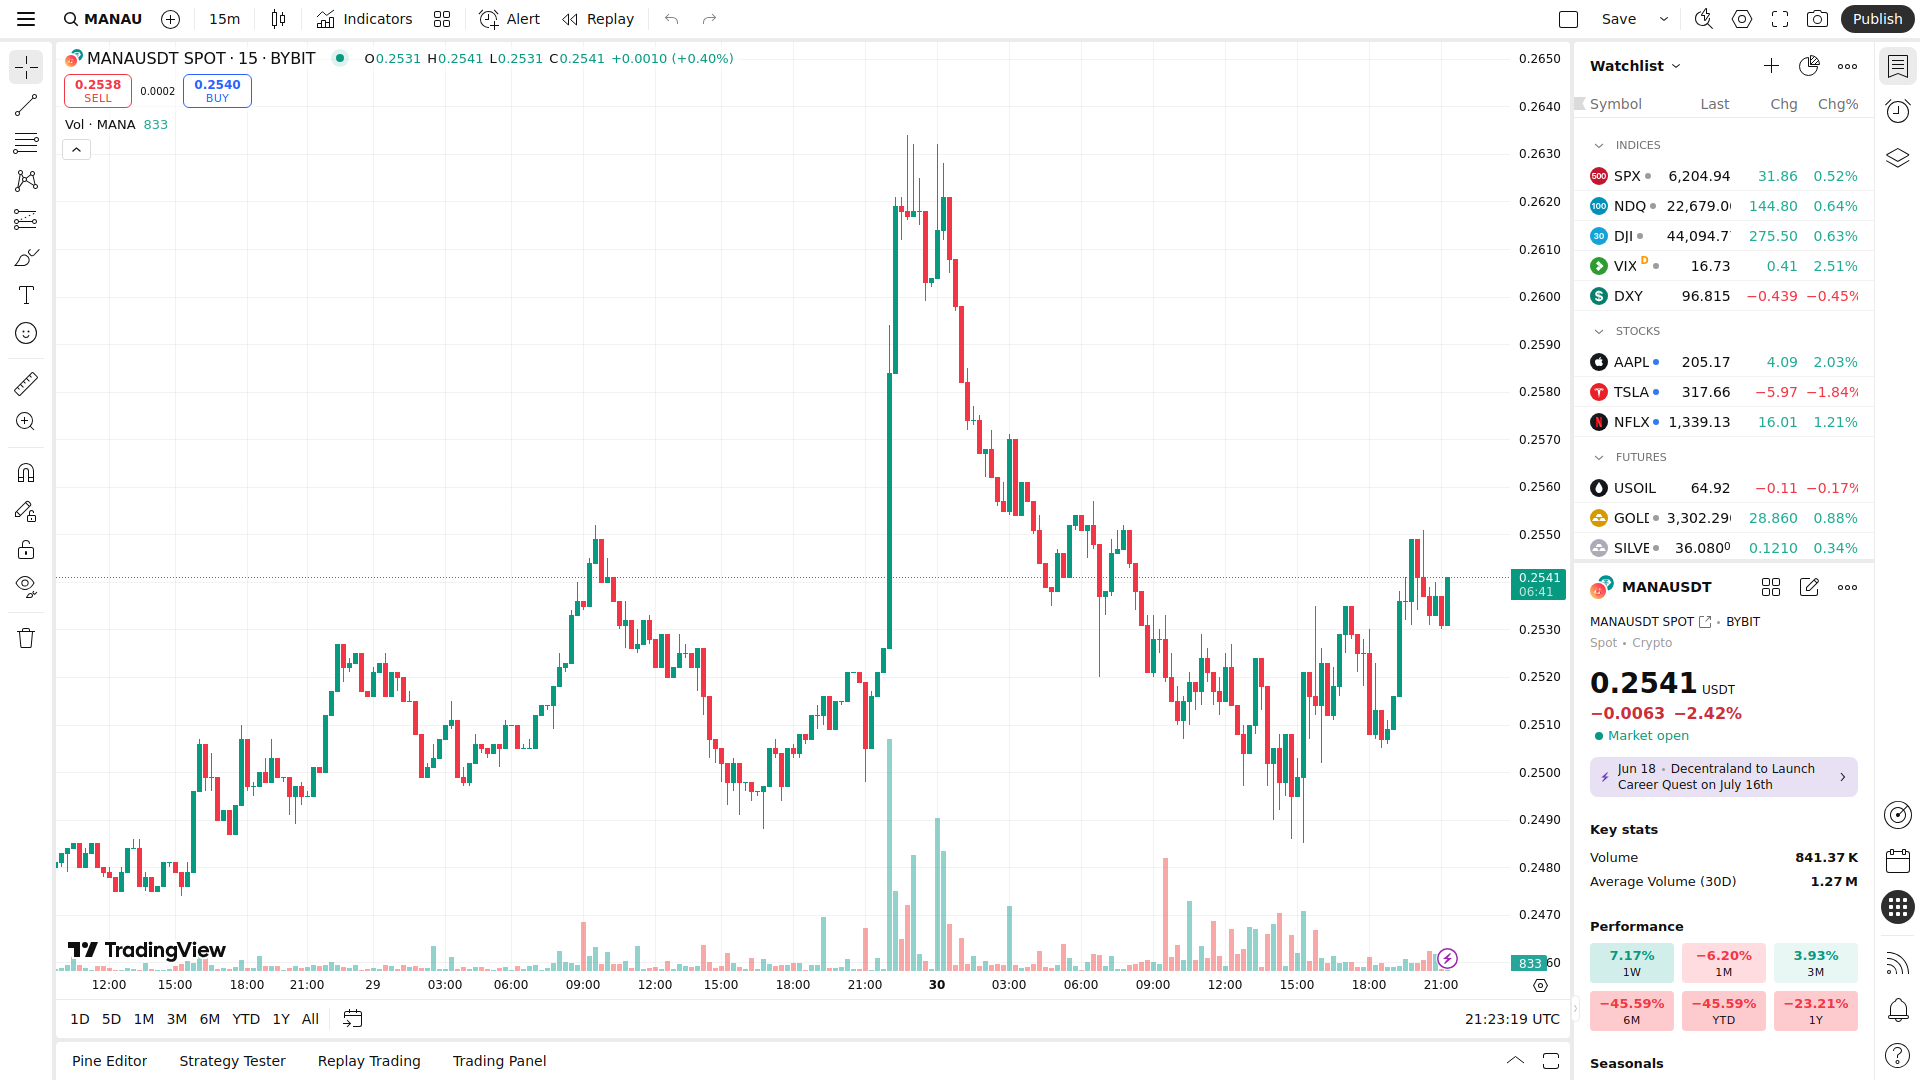 MANAU
15m
Indicators
Alert
Replay
Save
Publish
MANAUSDT SPOT · 15 · BYBIT
O0.2531 H0.2541 L0.2531 C0.2541 +0.0010 (+0.40%)
0.2538
SELL
0.0002
0.2540
BUY
Vol · MANA 833
0.2650
0.2640
0.2630
0.2620
0.2610
0.2600
0.2590
0.2580
0.2570
0.2560
0.2550
0.2541
06:41
0.2530
0.2520
0.2510
0.2500
0.2490
0.2480
0.2470
833
60
TradingView
12:00 15:00 18:00 21:00 29 03:00 06:00 09:00 12:00 15:00 18:00 21:00 30 03:00 06:00 09:00 12:00 15:00 18:00 21:00
1D 5D 1M 3M 6M YTD 1Y All
21:23:19 UTC
Pine Editor Strategy Tester Replay Trading Trading Panel
Watchlist
Symbol Last Chg Chg%
INDICES
500 SPX 6,204.94 31.86 0.52%
100 NDQ 22,679.0 144.80 0.64%
30 DJI 44,094.7 275.50 0.63%
VIX D 16.73 0.41 2.51%
$ DXY 96.815 −0.439 −0.45%
STOCKS
AAPL 205.17 4.09 2.03%
TSLA 317.66 −5.97 −1.84%
N NFLX 1,339.13 16.01 1.21%
FUTURES
USOIL 64.92 −0.11 −0.17%
GOLD 3,302.29 28.860 0.88%
SILVE 36.0800 0.1210 0.34%
MANAUSDT
MANAUSDT SPOT • BYBIT
Spot • Crypto
0.2541 USDT
−0.0063 −2.42%
Market open
Jun 18 • Decentraland to Launch
Career Quest on July 16th
Key stats
Volume 841.37 K
Average Volume (30D) 1.27 M
Performance
7.17%
1W
−6.20%
1M
3.93%
3M
−45.59%
6M
−45.59%
YTD
−23.21%
1Y
Seasonals